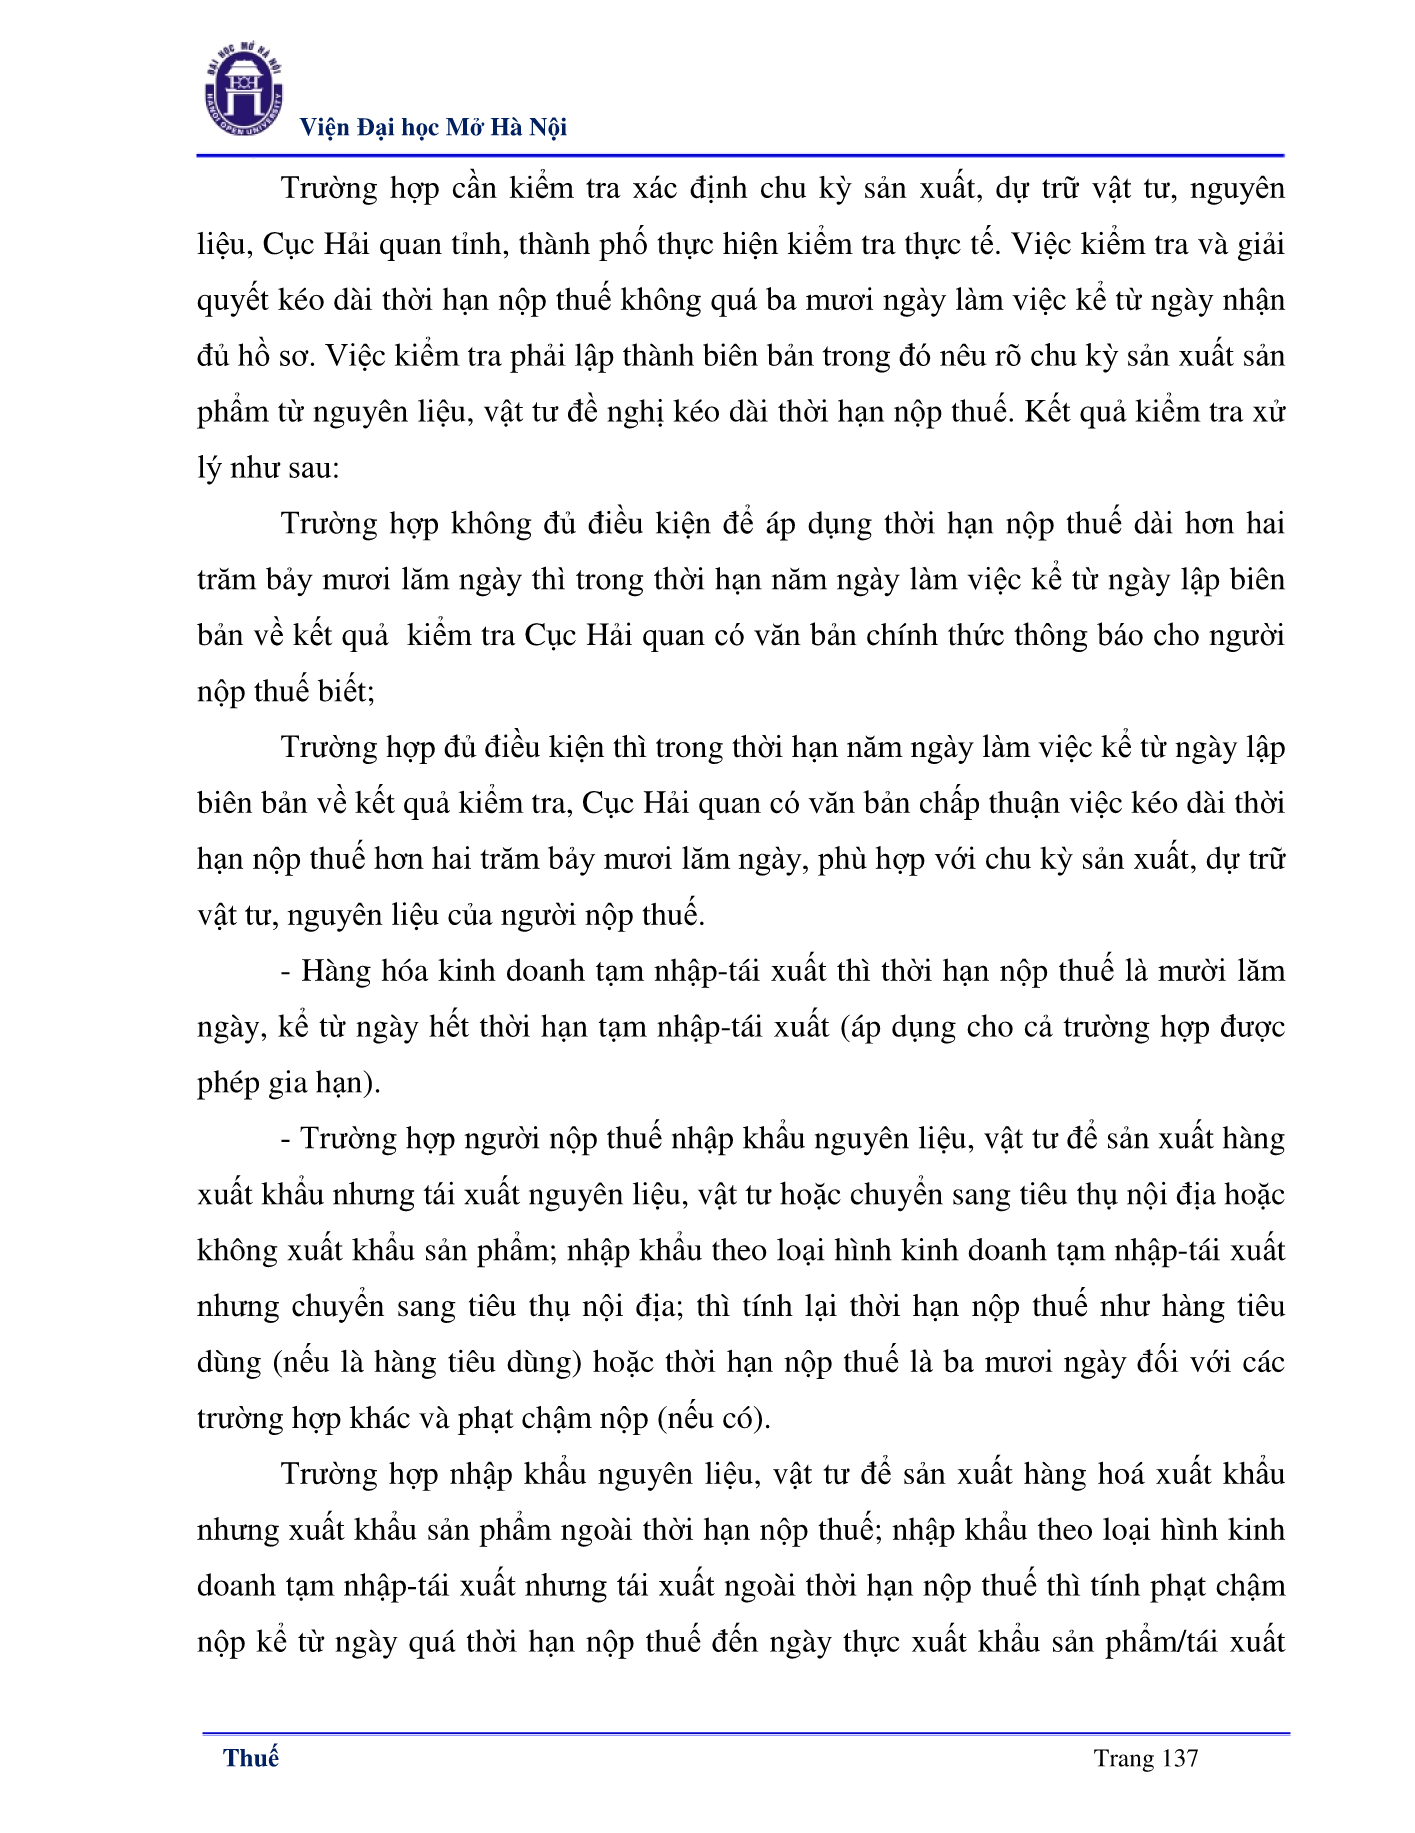 ĐẠI HỌC MỞ HÀ NỘI
HANOI OPEN UNIVERSITY
Viện Đại học Mở Hà Nội
Trường hợp cần kiểm tra xác định chu kỳ sản xuất, dự trữ vật tư, nguyên
liệu, Cục Hải quan tỉnh, thành phố thực hiện kiểm tra thực tế. Việc kiểm tra và giải
quyết kéo dài thời hạn nộp thuế không quá ba mươi ngày làm việc kể từ ngày nhận
đủ hồ sơ. Việc kiểm tra phải lập thành biên bản trong đó nêu rõ chu kỳ sản xuất sản
phẩm từ nguyên liệu, vật tư đề nghị kéo dài thời hạn nộp thuế. Kết quả kiểm tra xử
lý như sau:
Trường hợp không đủ điều kiện để áp dụng thời hạn nộp thuế dài hơn hai
trăm bảy mươi lăm ngày thì trong thời hạn năm ngày làm việc kể từ ngày lập biên
bản về kết quả  kiểm tra Cục Hải quan có văn bản chính thức thông báo cho người
nộp thuế biết;
Trường hợp đủ điều kiện thì trong thời hạn năm ngày làm việc kể từ ngày lập
biên bản về kết quả kiểm tra, Cục Hải quan có văn bản chấp thuận việc kéo dài thời
hạn nộp thuế hơn hai trăm bảy mươi lăm ngày, phù hợp với chu kỳ sản xuất, dự trữ
vật tư, nguyên liệu của người nộp thuế.
- Hàng hóa kinh doanh tạm nhập-tái xuất thì thời hạn nộp thuế là mười lăm
ngày, kể từ ngày hết thời hạn tạm nhập-tái xuất (áp dụng cho cả trường hợp được
phép gia hạn).
- Trường hợp người nộp thuế nhập khẩu nguyên liệu, vật tư để sản xuất hàng
xuất khẩu nhưng tái xuất nguyên liệu, vật tư hoặc chuyển sang tiêu thụ nội địa hoặc
không xuất khẩu sản phẩm; nhập khẩu theo loại hình kinh doanh tạm nhập-tái xuất
nhưng chuyển sang tiêu thụ nội địa; thì tính lại thời hạn nộp thuế như hàng tiêu
dùng (nếu là hàng tiêu dùng) hoặc thời hạn nộp thuế là ba mươi ngày đối với các
trường hợp khác và phạt chậm nộp (nếu có).
Trường hợp nhập khẩu nguyên liệu, vật tư để sản xuất hàng hoá xuất khẩu
nhưng xuất khẩu sản phẩm ngoài thời hạn nộp thuế; nhập khẩu theo loại hình kinh
doanh tạm nhập-tái xuất nhưng tái xuất ngoài thời hạn nộp thuế thì tính phạt chậm
nộp kể từ ngày quá thời hạn nộp thuế đến ngày thực xuất khẩu sản phẩm/tái xuất
Thuế
Trang 137